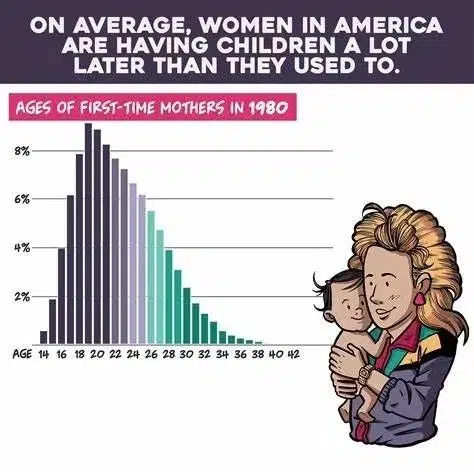 ON AVERAGE, WOMEN IN AMERICA
ARE HAVING CHILDREN A LOT
LATER THAN THEY USED TO.
AGES OF FIRST-TIME MOTHERS IN 1980
8%
6%
4%
2%
AGE 14 16 18 20 22 24 26 28 30 32 34 36 38 40 42